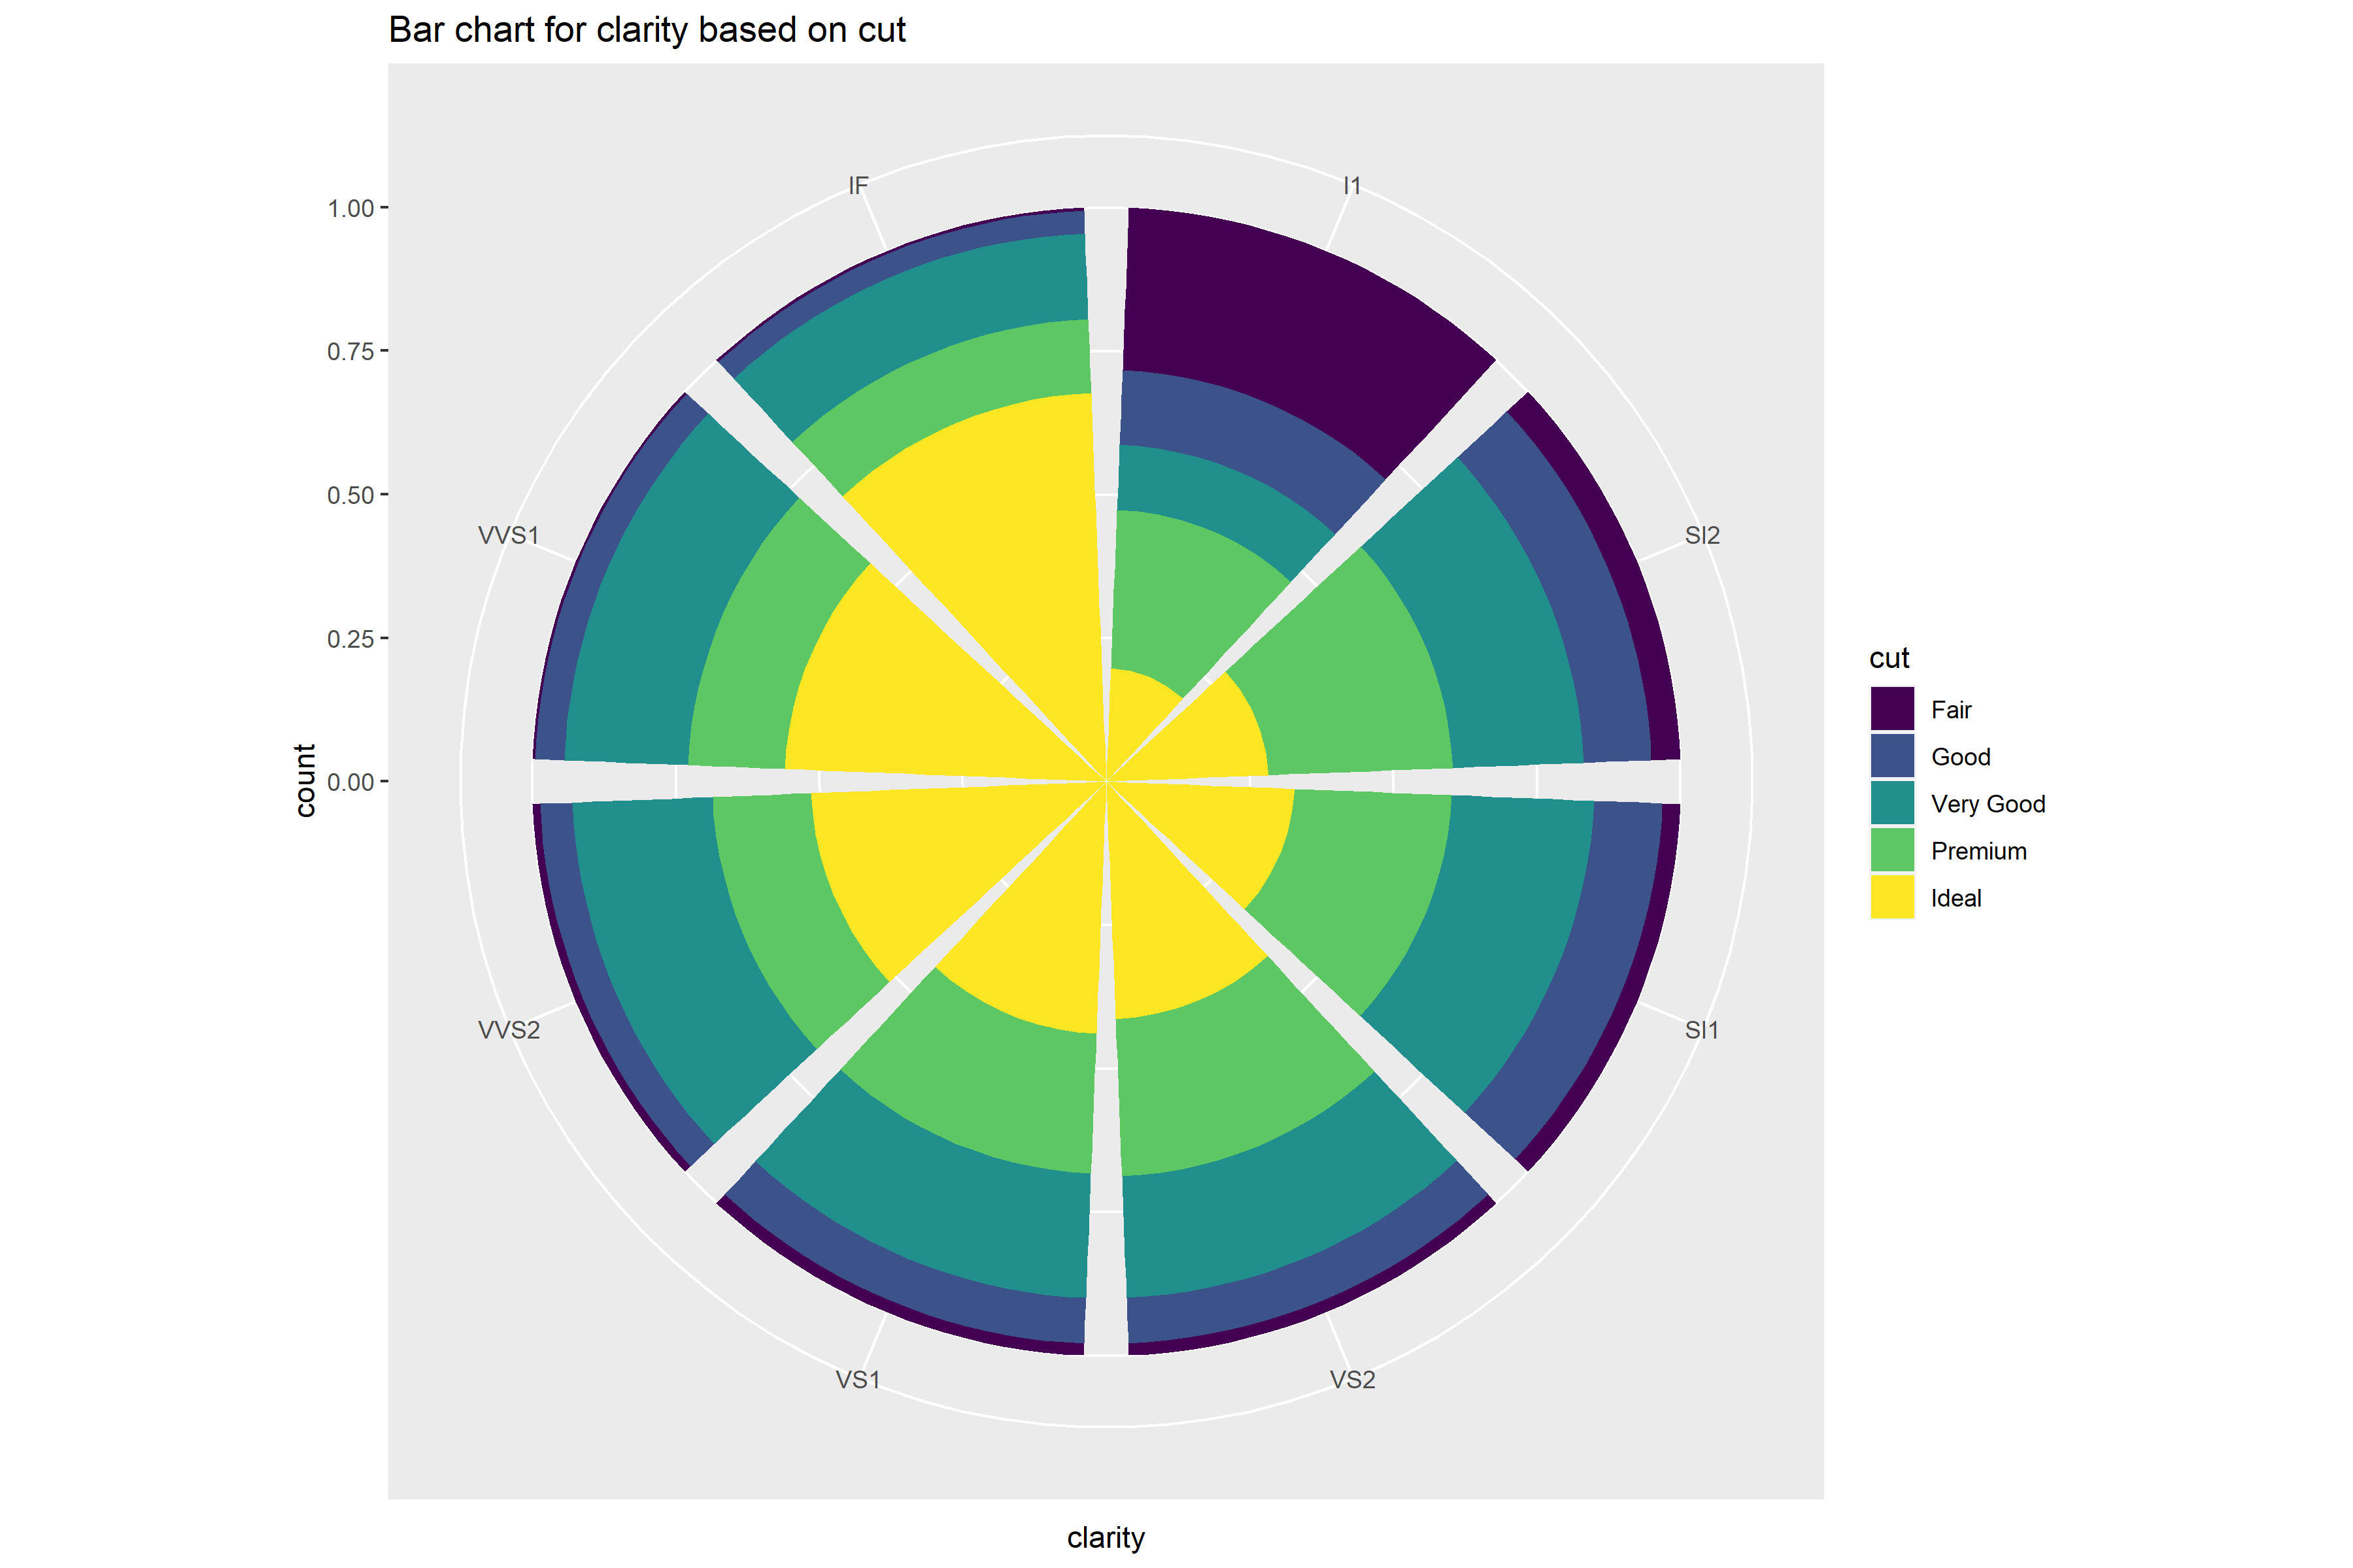 Bar chart for clarity based on cut
IF
I1
1.00
0.75
0.50
0.25
0.00
VVS1
SI2
count
VVS2
SI1
VS1
VS2
clarity
cut
Fair
Good
Very Good
Premium
Ideal